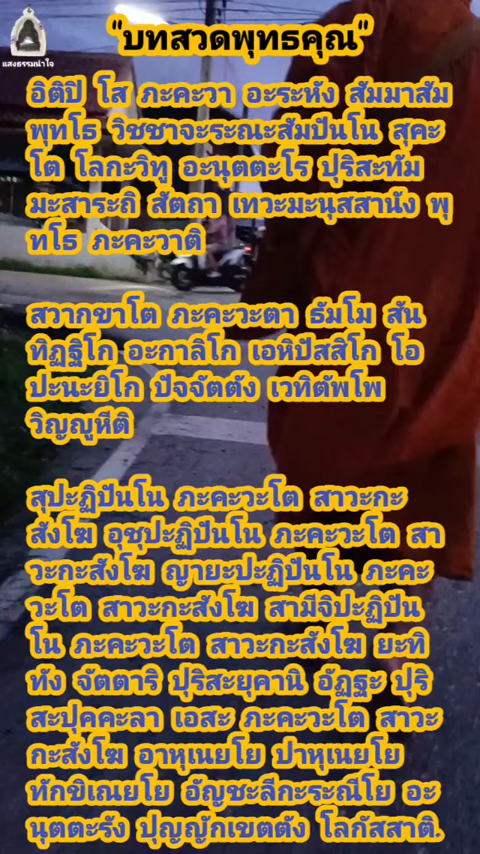 "บทสวดพุทธคุณ"
แสงธรรมนำใจ
อิติปิ โส ภะคะวา อะระหัง สัมมาสัม
พุทโธ วิชชาจะระณะสัมปันโน สุคะ
โต โลกะวิทู อะนุตตะโร ปุริสะทัม
มะสาระถิ สัตถา เทวะมะนุสสานัง พุ
ทโธ ภะคะวาติ
สวากขาโต ภะคะวะตา ธัมโม สัน
ทิฏฐิโก อะกาลิโก เอหิปัสสิโก โอ
ปะนะยิโก ปัจจัตตัง เวทิตัพโพ
วิญญูหีติ
สุปะฏิปันโน ภะคะวะโต สาวะกะ
สังโฆ อุชุปะฏิปันโน ภะคะวะโต สา
วะกะสังโฆ ญายะปะฏิปันโน ภะคะ
วะโต สาวะกะสังโฆ สามีจิปะฏิปัน
โน ภะคะวะโต สาวะกะสังโฆ ยะทิ
ทัง จัตตาริ ปุริสะยุคานิ อัฏฐะ ปุริ
สะปุคคะลา เอสะ ภะคะวะโต สาวะ
กะสังโฆ อาหุเนยโย ปาหุเนยโย
ทักขิเณยโย อัญชะลีกะระณีโย อะ
นุตตะรัง ปุญญักเขตตัง โลกัสสาติ.